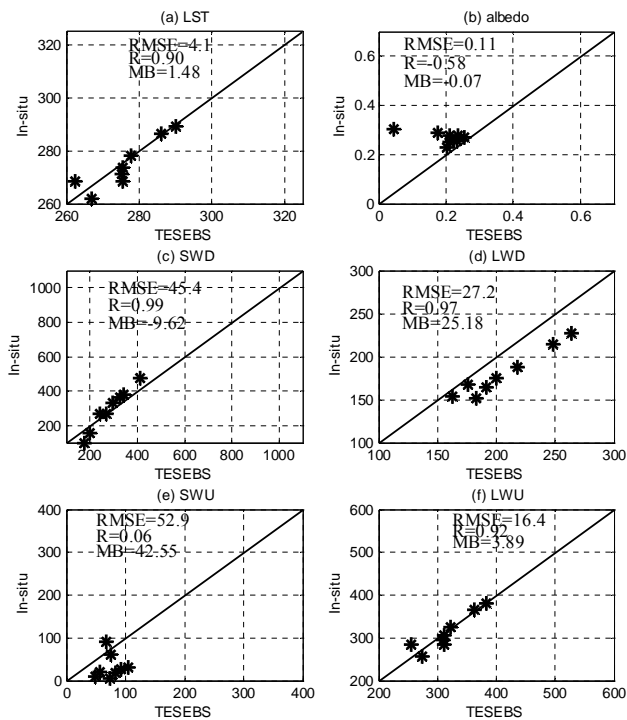 (a) LST
RMSE=4.1
R=0.90
MB=1.48
In-situ
320
300
280
260
260 280 300 320
TESEBS
(b) albedo
RMSE=0.11
R=-0.58
MB=-0.07
In-situ
0.6
0.4
0.2
0
0 0.2 0.4 0.6
TESEBS
(c) SWD
RMSE=45.4
R=0.99
MB=-9.62
In-situ
1000
800
600
400
200
200 400 600 800 1000
TESEBS
(d) LWD
RMSE=27.2
R=0.97
MB=25.18
In-situ
300
250
200
150
100
100 150 200 250 300
TESEBS
(e) SWU
RMSE=52.9
R=0.06
MB=42.55
In-situ
400
300
200
100
0
0 100 200 300 400
TESEBS
(f) LWU
RMSE=16.4
R=0.92
MB=3.89
In-situ
600
500
400
300
200
200 300 400 500 600
TESEBS